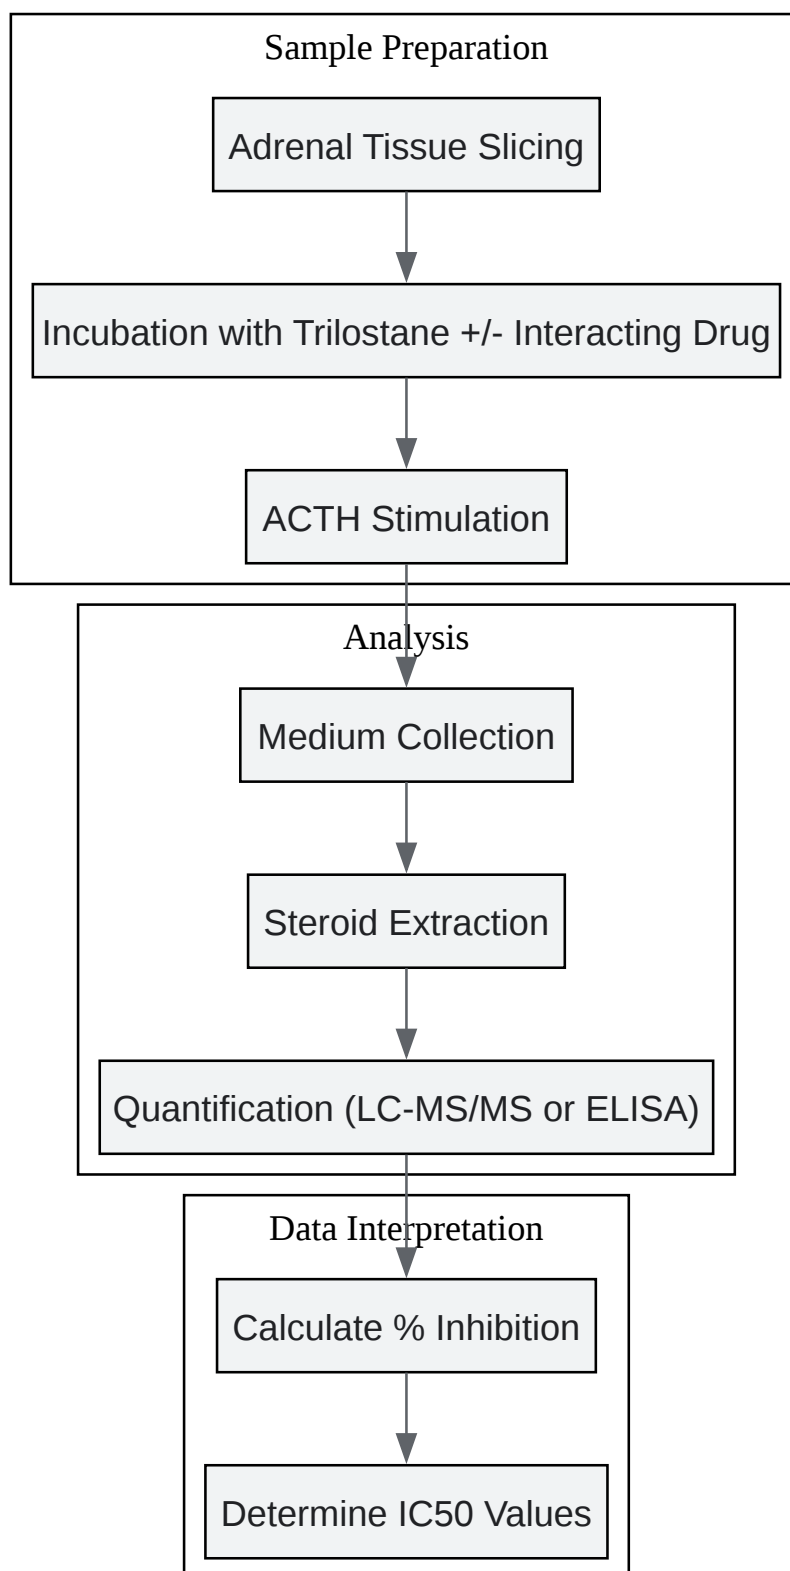 Sample Preparation
Adrenal Tissue Slicing
Incubation with Trilostane +/- Interacting Drug
ACTH Stimulation
Analysis
Medium Collection
Steroid Extraction
Quantification (LC-MS/MS or ELISA)
Data Interpretation
Calculate % Inhibition
Determine IC50 Values